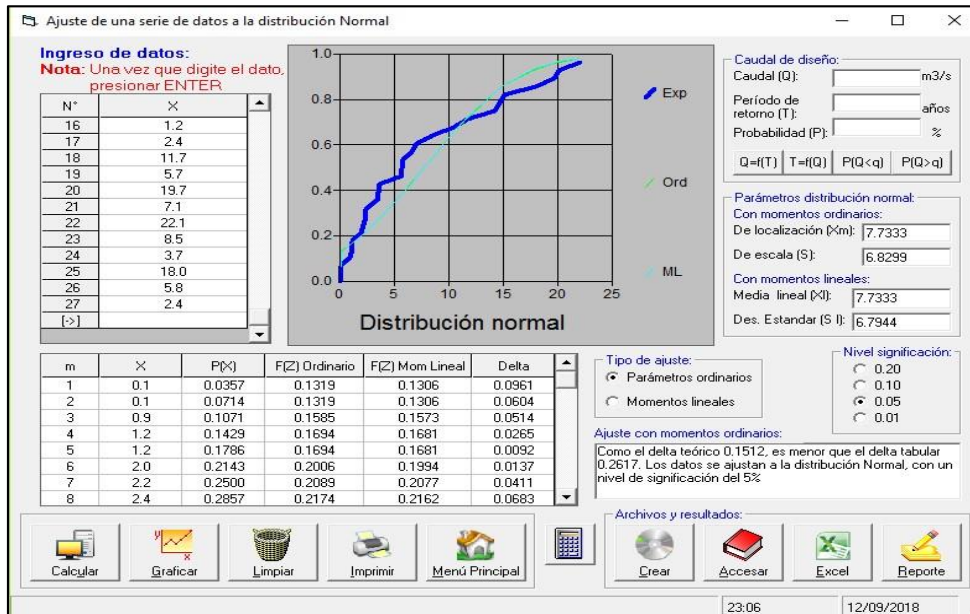 Ajuste de una serie de datos a la distribución Normal
Ingreso de datos:
Nota: Una vez que digite el dato,
presionar ENTER
N° X
16 1.2
17 2.4
18 11.7
19 5.7
20 19.7
21 7.1
22 22.1
23 8.5
24 3.7
25 18.0
26 5.8
27 2.4
[->]
1.0
0.8
0.6
0.4
0.2
0.0
0 5 10 15 20 25
Distribución normal
Exp
Ord
ML
Caudal de diseño:
Caudal (Q): m3/s
Período de
retorno (T): años
Probabilidad (P): %
Q=f(T) T=f(Q) P(Q<q) P(Q>q)
Parámetros distribución normal:
Con momentos ordinarios:
De localización (Xm): 7.7333
De escala (S): 6.8299
Con momentos lineales:
Media lineal (Xl): 7.7333
Des. Estandar (S l): 6.7944
m X P(X) F(Z) Ordinario F(Z) Mom Lineal Delta
1 0.1 0.0357 0.1319 0.1306 0.0961
2 0.1 0.0714 0.1319 0.1306 0.0604
3 0.9 0.1071 0.1585 0.1573 0.0514
4 1.2 0.1429 0.1694 0.1681 0.0265
5 1.2 0.1786 0.1694 0.1681 0.0092
6 2.0 0.2143 0.2006 0.1994 0.0137
7 2.2 0.2500 0.2089 0.2077 0.0411
8 2.4 0.2857 0.2174 0.2162 0.0683
Tipo de ajuste:
Parámetros ordinarios
Momentos lineales
Nivel significación:
0.20
0.10
0.05
0.01
Ajuste con momentos ordinarios:
Como el delta teórico 0.1512, es menor que el delta tabular
0.2617. Los datos se ajustan a la distribución Normal, con un
nivel de significación del 5%
Calcular Graficar Limpiar Imprimir Menú Principal
Archivos y resultados:
Crear Accesar Excel Reporte
23:06 12/09/2018